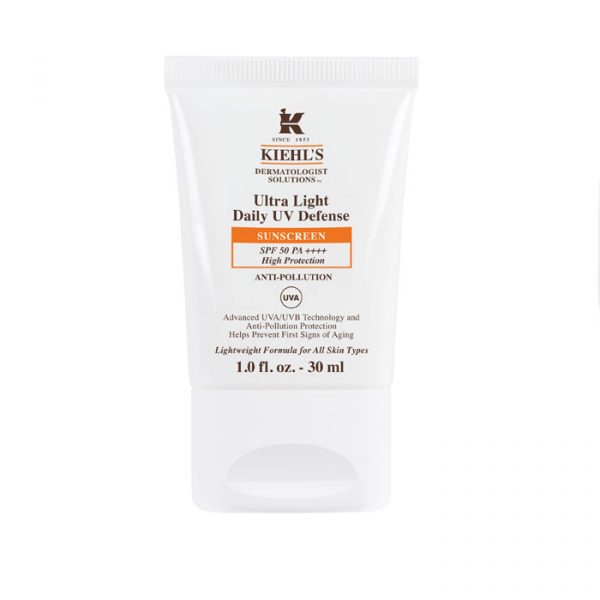 K
SINCE 1851
KIEHL'S
DERMATOLOGIST
SOLUTIONS™
Ultra Light
Daily UV Defense
SUNSCREEN
SPF 50 PA ++++
High Protection
ANTI-POLLUTION
UVA
Advanced UVA/UVB Technology and
Anti-Pollution Protection
Helps Prevent First Signs of Aging
Lightweight Formula for All Skin Types
1.0 fl. oz. - 30 ml